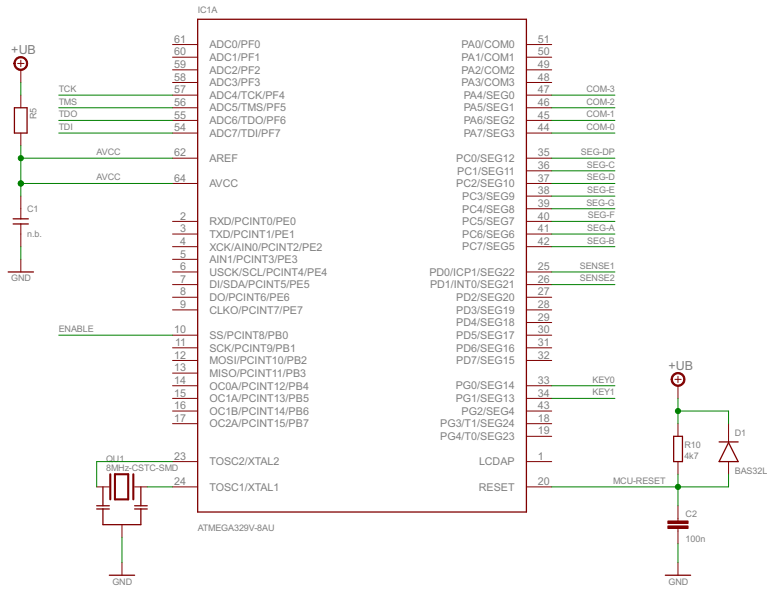 IC1A
+UB
R5
AVCC
AVCC
C1
n.b.
GND
TCK
TMS
TDO
TDI
ENABLE
61 ADC0/PF0
60 ADC1/PF1
59 ADC2/PF2
58 ADC3/PF3
57 ADC4/TCK/PF4
56 ADC5/TMS/PF5
55 ADC6/TDO/PF6
54 ADC7/TDI/PF7
62 AREF
64 AVCC
2 RXD/PCINT0/PE0
3 TXD/PCINT1/PE1
4 XCK/AIN0/PCINT2/PE2
5 AIN1/PCINT3/PE3
6 USCK/SCL/PCINT4/PE4
7 DI/SDA/PCINT5/PE5
8 DO/PCINT6/PE6
9 CLKO/PCINT7/PE7
10 SS/PCINT8/PB0
11 SCK/PCINT9/PB1
12 MOSI/PCINT10/PB2
13 MISO/PCINT11/PB3
14 OC0A/PCINT12/PB4
15 OC1A/PCINT13/PB5
16 OC1B/PCINT14/PB6
17 OC2A/PCINT15/PB7
23 TOSC2/XTAL2
24 TOSC1/XTAL1
QU1
8MHz-CSTC-SMD
GND
ATMEGA329V-8AU
PA0/COM0 51
PA1/COM1 50
PA2/COM2 49
PA3/COM3 48
PA4/SEG0 47 COM-3
PA5/SEG1 46 COM-2
PA6/SEG2 45 COM-1
PA7/SEG3 44 COM-0
PC0/SEG12 35 SEG-DP
PC1/SEG11 36 SEG-C
PC2/SEG10 37 SEG-D
PC3/SEG9 38 SEG-E
PC4/SEG8 39 SEG-G
PC5/SEG7 40 SEG-F
PC6/SEG6 41 SEG-A
PC7/SEG5 42 SEG-B
PD0/ICP1/SEG22 25 SENSE1
PD1/INT0/SEG21 26 SENSE2
PD2/SEG20 27
PD3/SEG19 28
PD4/SEG18 29
PD5/SEG17 30
PD6/SEG16 31
PD7/SEG15 32
PG0/SEG14 33 KEY0
PG1/SEG13 34 KEY1
PG2/SEG4 43
PG3/T1/SEG24 18
PG4/T0/SEG23 19
LCDAP 1
RESET 20 MCU-RESET
+UB
R10
4k7
D1
BAS32L
C2
100n
GND